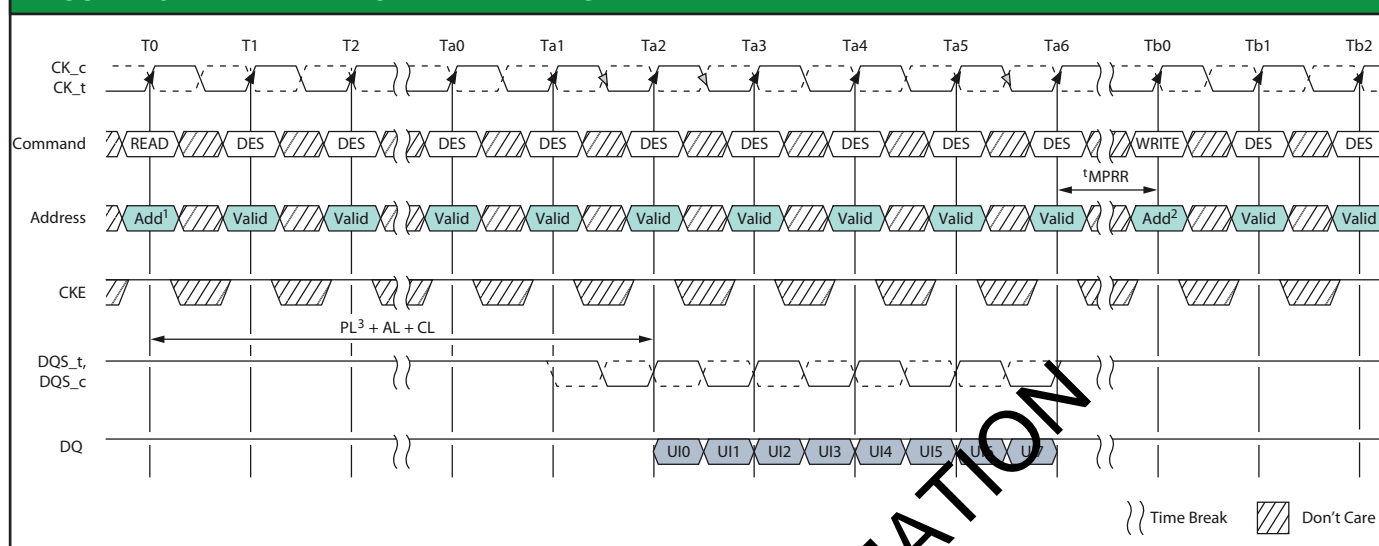 T0 T1 T2 Ta0 Ta1 Ta2 Ta3 Ta4 Ta5 Ta6 Tb0 Tb1 Tb2
CK_c
CK_t
Command READ DES DES DES DES DES DES DES DES DES WRITE DES DES
tMPRR
Address Add1 Valid Valid Valid Valid Valid Valid Valid Valid Valid Add2 Valid Valid
CKE
PL3 + AL + CL
DQS_t,
DQS_c
DQ UI0 UI1 UI2 UI3 UI4 UI5 UI6 UI7
Time Break Don't Care